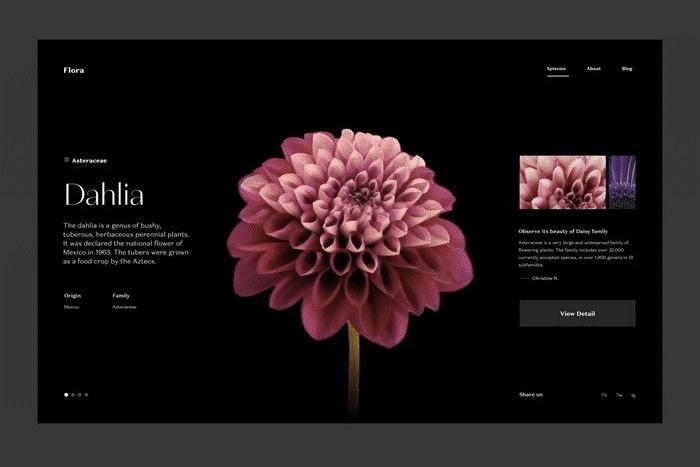 Flora
Species
About
Blog
Asteraceae
Dahlia
The dahlia is a genus of bushy,
tuberous, herbaceous perennial plants.
It was declared the national flower of
Mexico in 1963. The tubers were grown
as a food crop by the Aztecs.
Origin
Family
Mexico
Asteraceae
Observe its beauty of Daisy family
Asteraceae is a very large and widespread family of
flowering plants. The family includes over 32,000
currently accepted species, in over 1,900 genera in 13
subfamilies.
Christine R.
View Detail
Share on
Fb
Tw
Ig